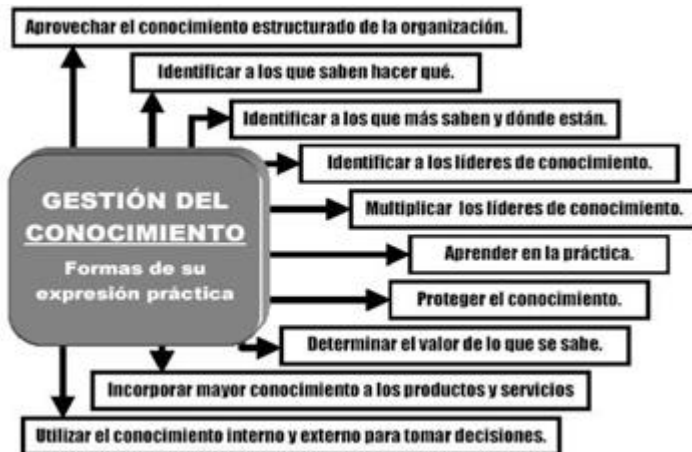 Aprovechar el conocimiento estructurado de la organización.
Identificar a los que saben hacer qué.
Identificar a los que más saben y dónde están.
Identificar a los líderes de conocimiento.
Multiplicar los líderes de conocimiento.
Aprender en la práctica.
Proteger el conocimiento.
Determinar el valor de lo que se sabe.
Incorporar mayor conocimiento a los productos y servicios
Utilizar el conocimiento interno y externo para tomar decisiones.
GESTIÓN DEL
CONOCIMIENTO
Formas de su
expresión práctica